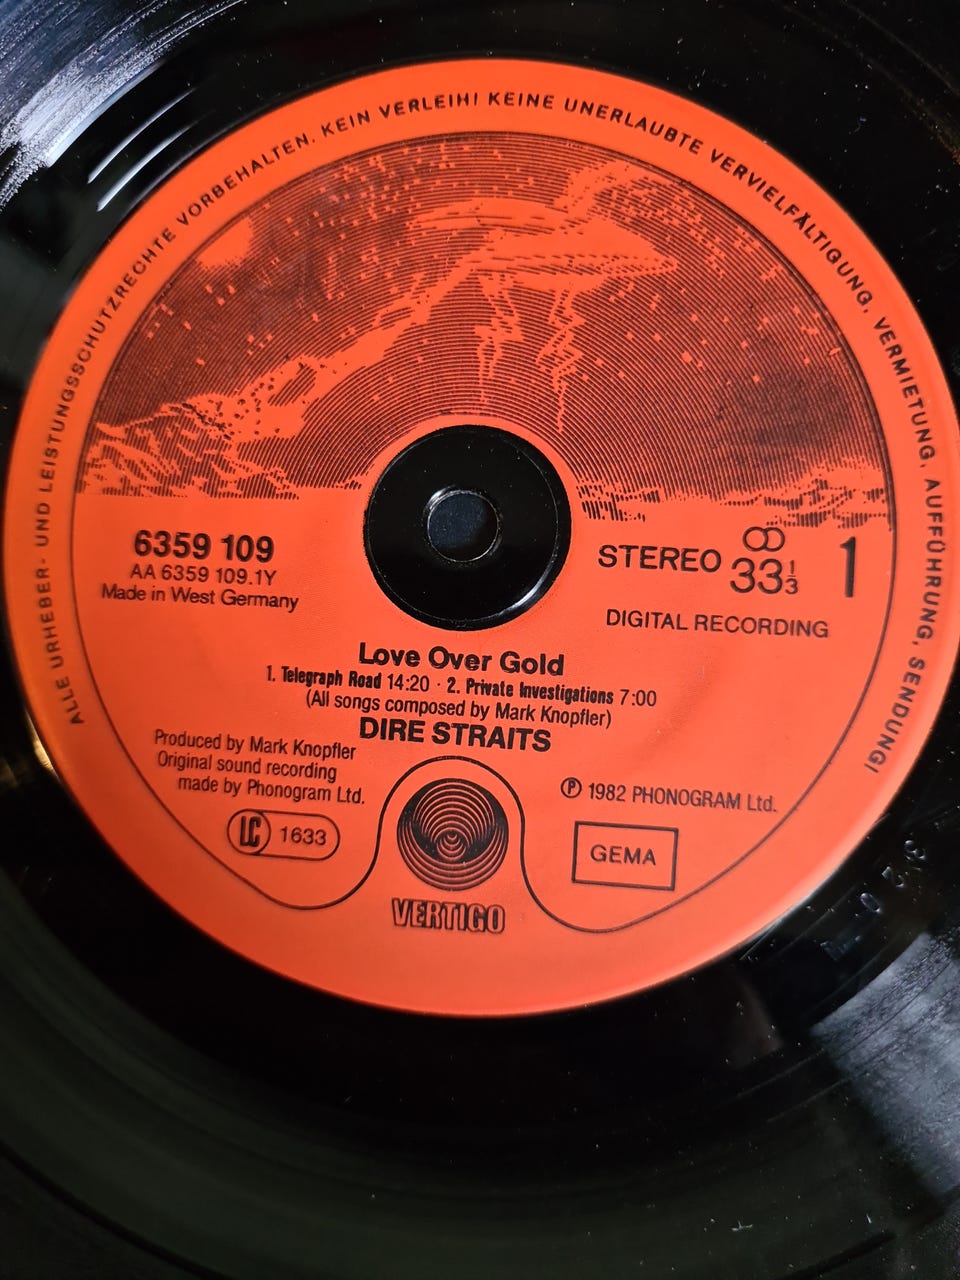 ALLE URHEBER- UND LEISTUNGSSCHUTZRECHTE VORBEHALTEN. KEIN VERLEIH! KEINE UNERLAUBTE VERVIELFÄLTIGUNG, VERMIETUNG, AUFFÜHRUNG, SENDUNG!
6359 109
AA 6359 109.1Y
Made in West Germany
STEREO 33 1/3 1
DIGITAL RECORDING
Love Over Gold
1. Telegraph Road 14:20 · 2. Private Investigations 7:00
(All songs composed by Mark Knopfler)
DIRE STRAITS
Produced by Mark Knopfler
Original sound recording
made by Phonogram Ltd.
℗ 1982 PHONOGRAM Ltd.
LC 1633
GEMA
VERTIGO